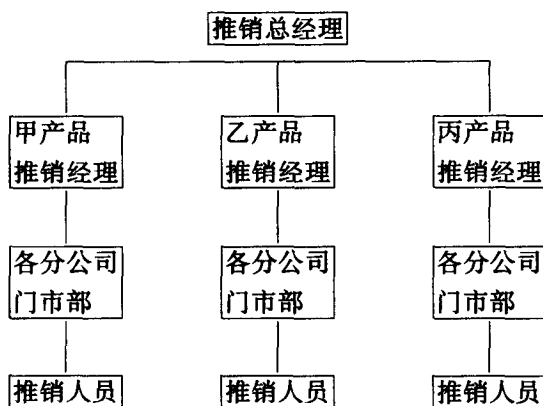 推销总经理
甲产品
推销经理
乙产品
推销经理
丙产品
推销经理
各分公司
门市部
各分公司
门市部
各分公司
门市部
推销人员
推销人员
推销人员